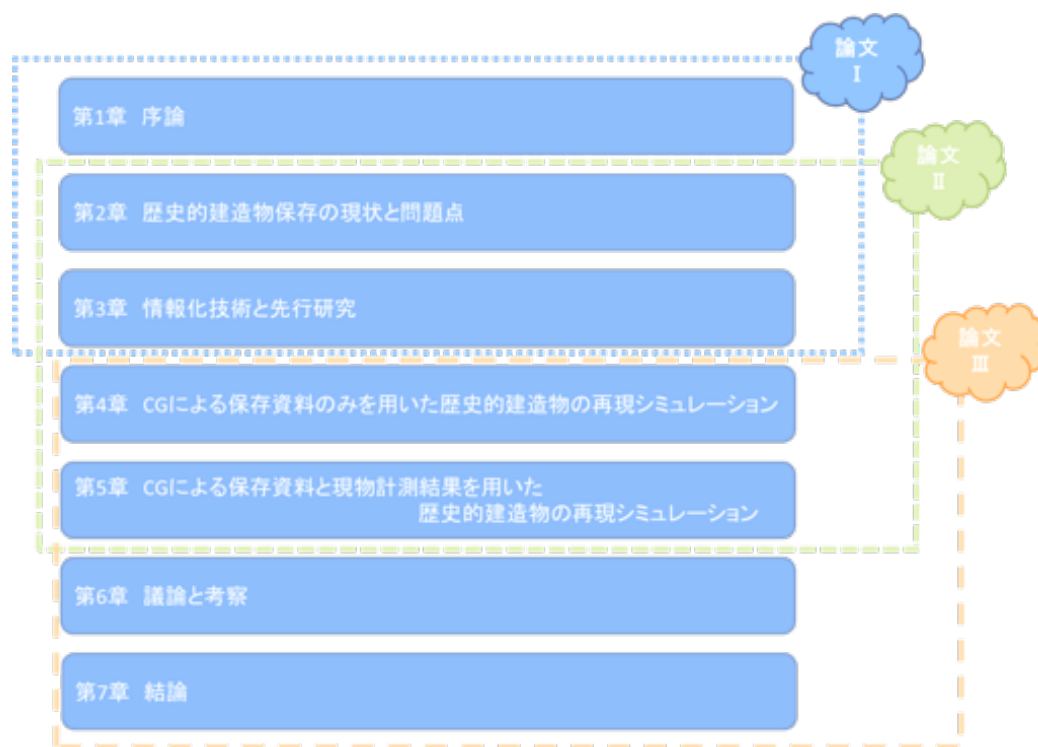 論文
Ⅰ
第1章 序論
論文
Ⅱ
第2章 歴史的建造物保存の現状と問題点
第3章 情報化技術と先行研究
論文
Ⅲ
第4章 CGによる保存資料のみを用いた歴史的建造物の再現シミュレーション
第5章 CGによる保存資料と現物計測結果を用いた
歴史的建造物の再現シミュレーション
第6章 議論と考察
第7章 結論